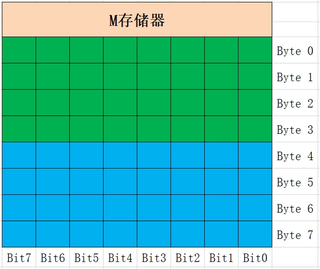 M存储器
Byte 0
Byte 1
Byte 2
Byte 3
Byte 4
Byte 5
Byte 6
Byte 7
Bit7 Bit6 Bit5 Bit4 Bit3 Bit2 Bit1 Bit0